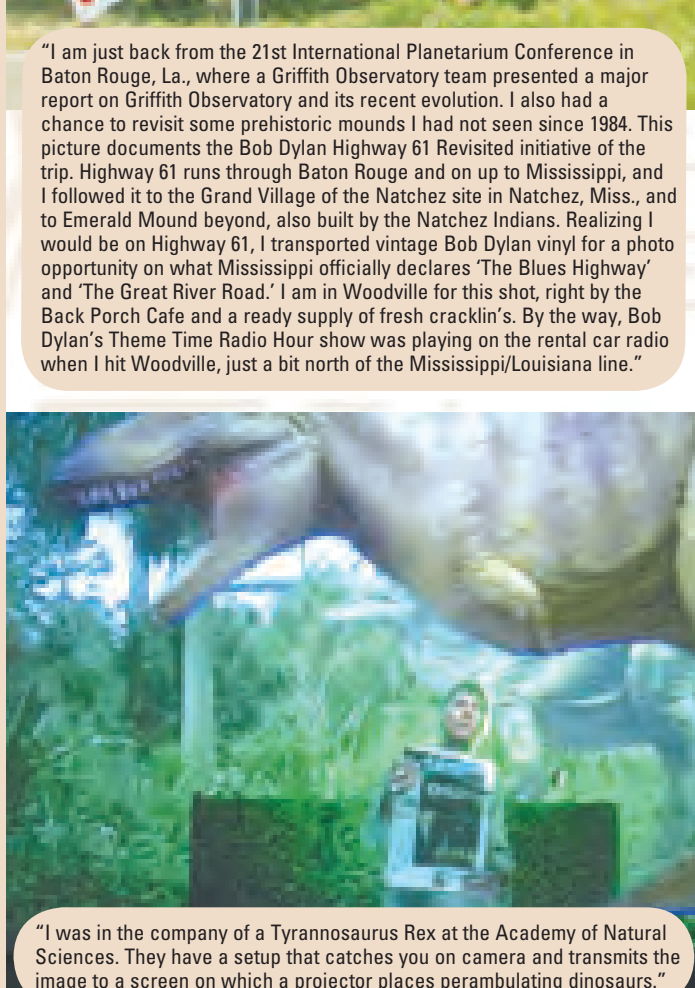 “I am just back from the 21st International Planetarium Conference in
Baton Rouge, La., where a Griffith Observatory team presented a major
report on Griffith Observatory and its recent evolution. I also had a
chance to revisit some prehistoric mounds I had not seen since 1984. This
picture documents the Bob Dylan Highway 61 Revisited initiative of the
trip. Highway 61 runs through Baton Rouge and on up to Mississippi, and
I followed it to the Grand Village of the Natchez site in Natchez, Miss., and
to Emerald Mound beyond, also built by the Natchez Indians. Realizing I
would be on Highway 61, I transported vintage Bob Dylan vinyl for a photo
opportunity on what Mississippi officially declares ‘The Blues Highway’
and ‘The Great River Road.’ I am in Woodville for this shot, right by the
Back Porch Cafe and a ready supply of fresh cracklin’s. By the way, Bob
Dylan’s Theme Time Radio Hour show was playing on the rental car radio
when I hit Woodville, just a bit north of the Mississippi/Louisiana line.”
“I was in the company of a Tyrannosaurus Rex at the Academy of Natural
Sciences. They have a setup that catches you on camera and transmits the
image to a screen on which a projector places perambulating dinosaurs.”